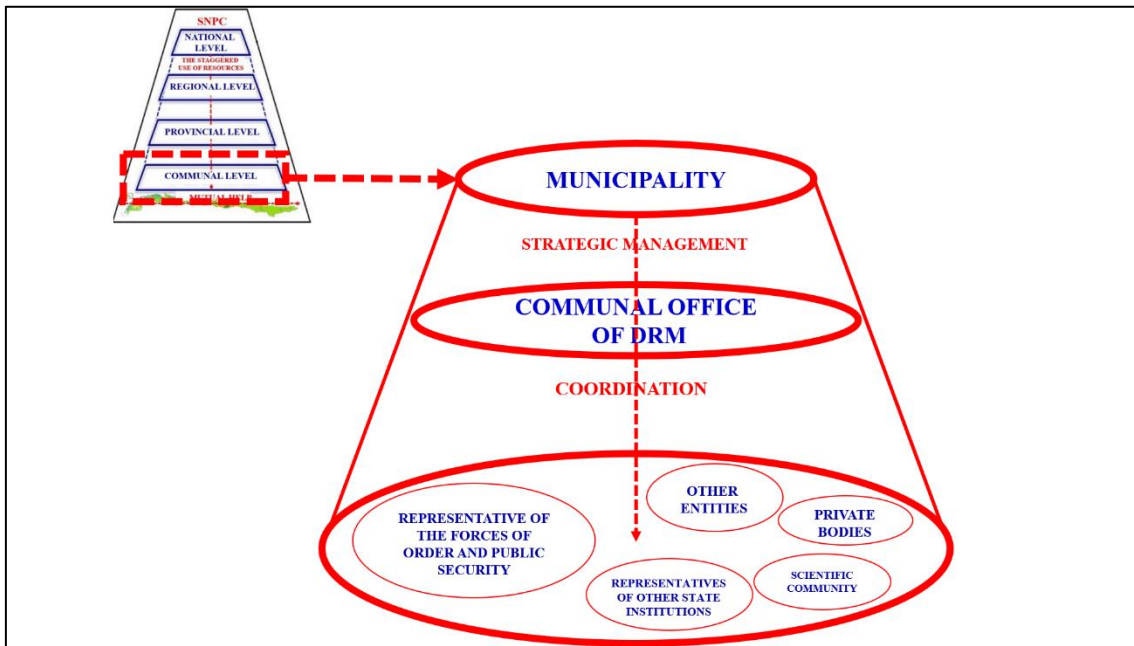 SNPC
NATIONAL
LEVEL
THE STAGGERED
USE OF RESOURCES
REGIONAL LEVEL
PROVINCIAL LEVEL
COMMUNAL LEVEL
MUTUAL HELP
MUNICIPALITY
STRATEGIC MANAGEMENT
COMMUNAL OFFICE
OF DRM
COORDINATION
REPRESENTATIVE OF
THE FORCES OF
ORDER AND PUBLIC
SECURITY
OTHER
ENTITIES
PRIVATE
BODIES
REPRESENTATIVES
OF OTHER STATE
INSTITUTIONS
SCIENTIFIC
COMMUNITY